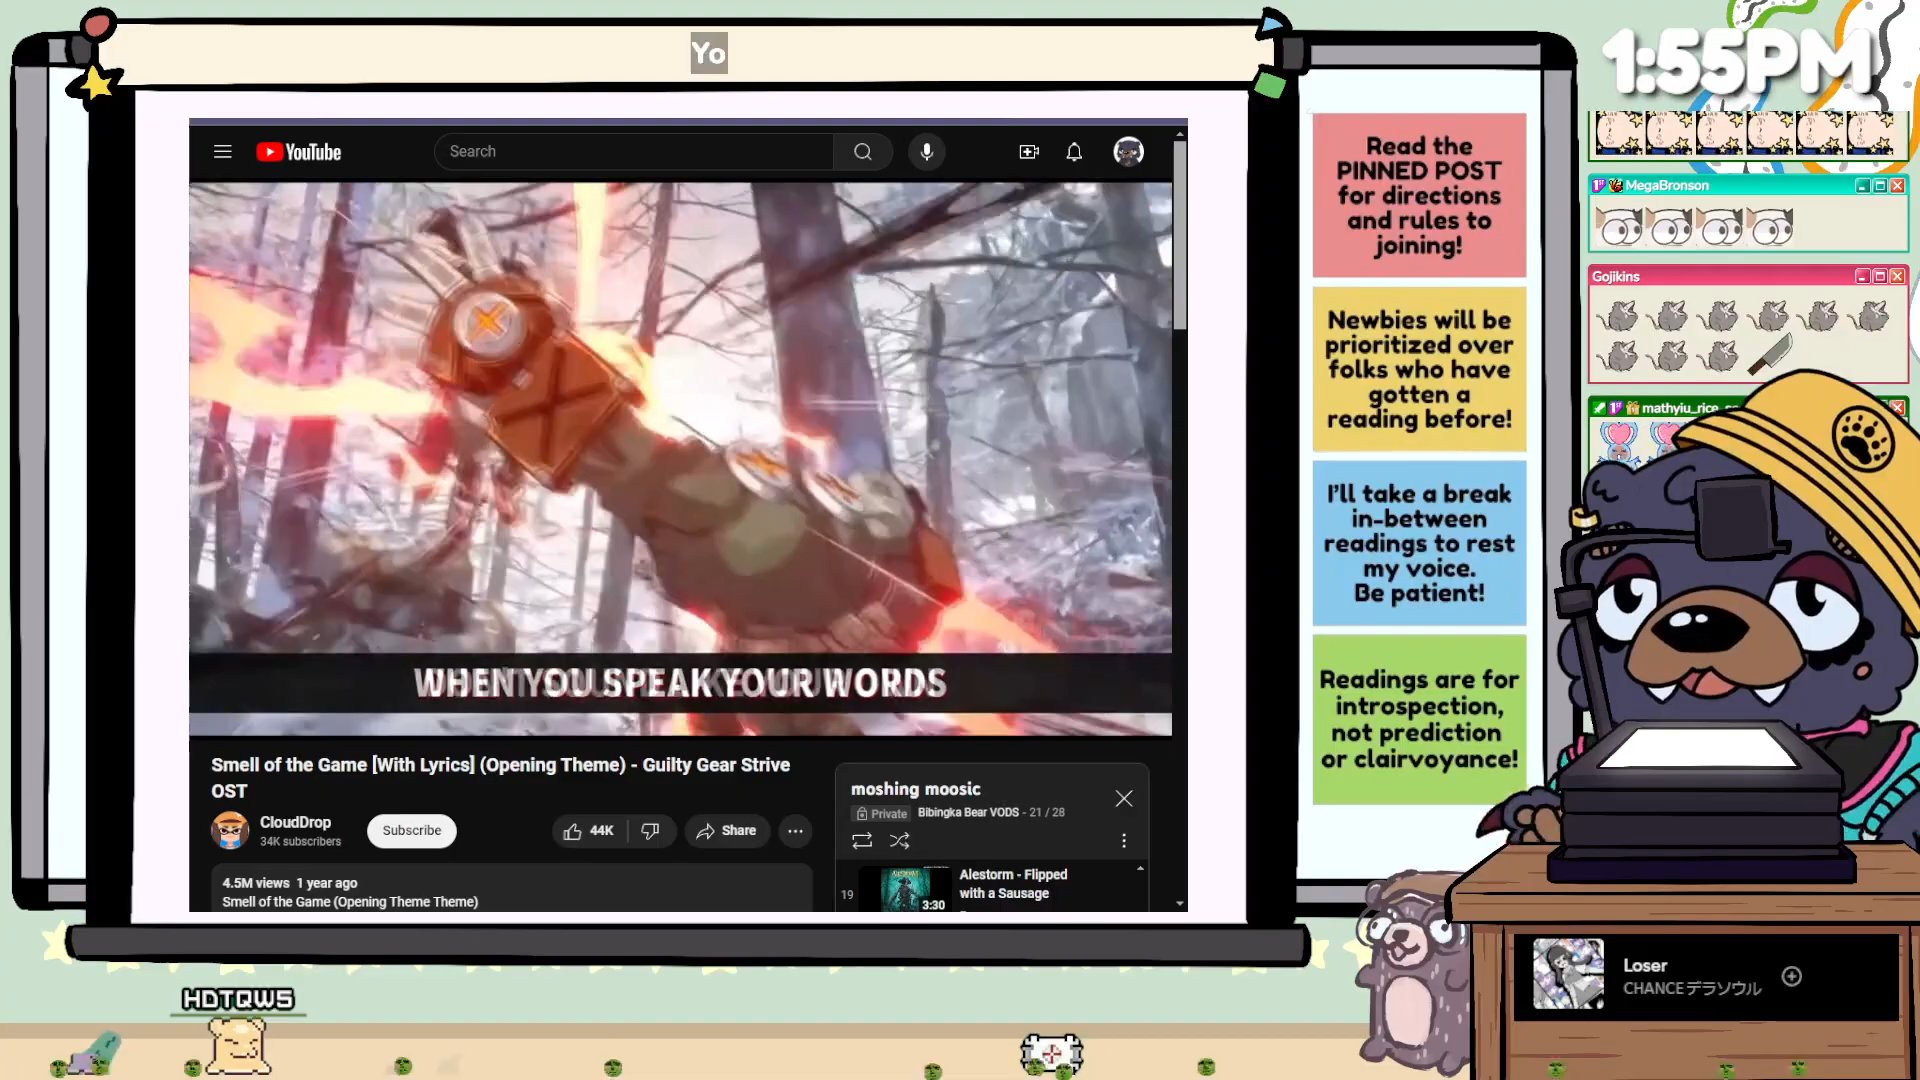 Yo
1:55PM
YouTube
Search
WHEN YOU SPEAK YOUR WORDS
Smell of the Game [With Lyrics] (Opening Theme) - Guilty Gear Strive
OST
CloudDrop
34K subscribers
Subscribe
44K
Share
4.5M views 1 year ago
Smell of the Game (Opening Theme Theme)
moshing moosic
Private
Bibingka Bear VODS - 21 / 28
19
3:30
Alestorm - Flipped
with a Sausage
Read the
PINNED POST
for directions
and rules to
joining!
Newbies will be
prioritized over
folks who have
gotten a
reading before!
I'll take a break
in-between
readings to rest
my voice.
Be patient!
Readings are for
introspection,
not prediction
or clairvoyance!
MegaBronson
Gojikins
Loser
CHANCEデラソウル
HDTQW5